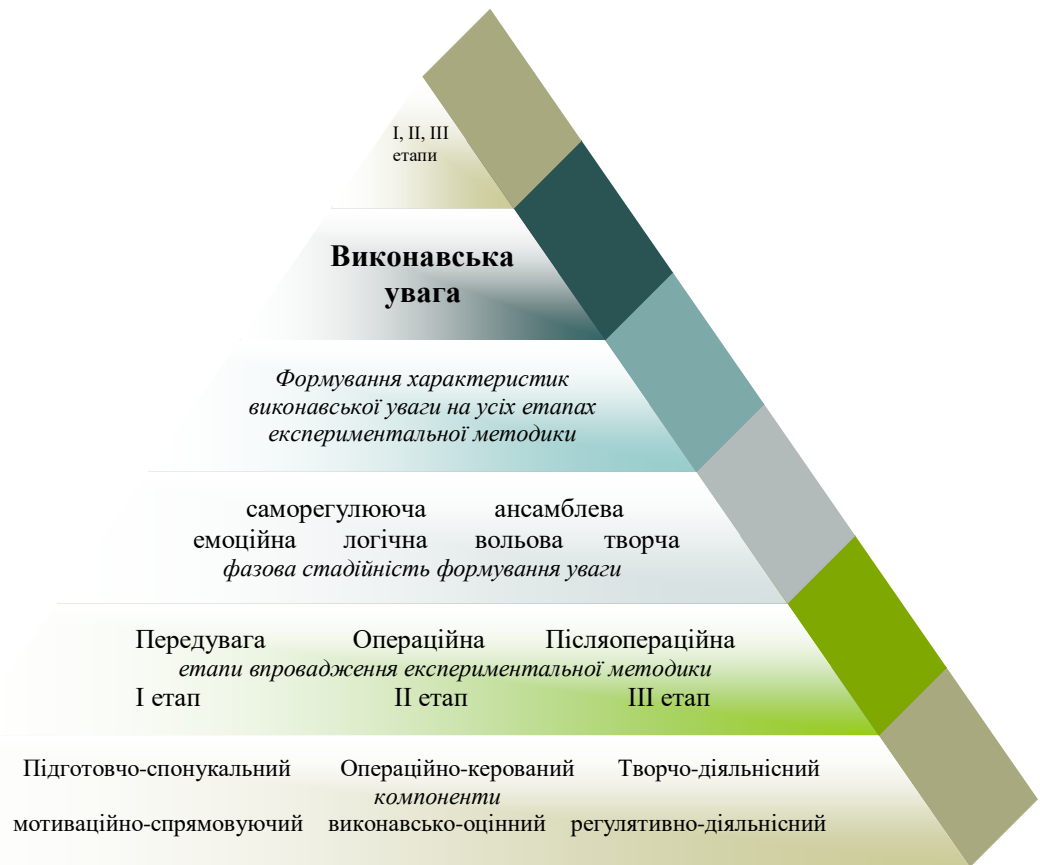 I, II, III
етапи
Виконавська
увага
Формування характеристик
виконавської уваги на усіх етапах
експериментальної методики
саморегулююча ансамблева
емоційна логічна вольова творча
фазова стадійність формування уваги
Передувага Операційна Післяопераційна
етапи впровадження експериментальної методики
I етап II етап III етап
Підготовчо-спонукальний Операційно-керований Творчо-діяльнісний
компоненти
мотиваційно-спрямовуючий виконавсько-оцінний регулятивно-діяльнісний